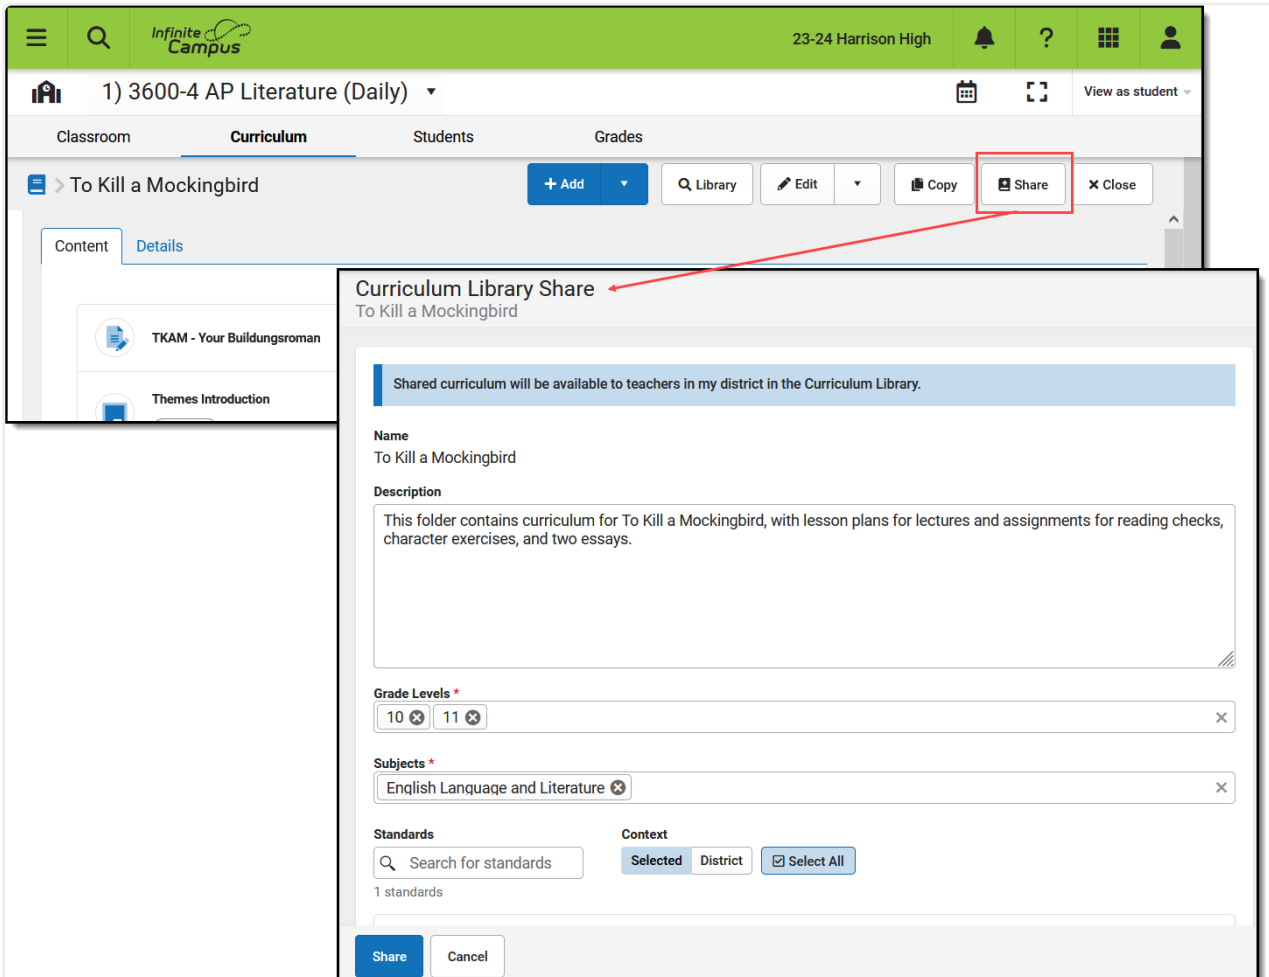 Infinite Campus
23-24 Harrison High
?
1) 3600-4 AP Literature (Daily)
View as student
Classroom
Curriculum
Students
Grades
To Kill a Mockingbird
+ Add
Library
Edit
Copy
Share
Close
Content
Details
TKAM - Your Buildungsroman
Themes Introduction
Curriculum Library Share
To Kill a Mockingbird
Shared curriculum will be available to teachers in my district in the Curriculum Library.
Name
To Kill a Mockingbird
Description
This folder contains curriculum for To Kill a Mockingbird, with lesson plans for lectures and assignments for reading checks,
character exercises, and two essays.
Grade Levels *
10
11
Subjects *
English Language and Literature
Standards
Context
Search for standards
Selected
District
Select All
1 standards
Share
Cancel